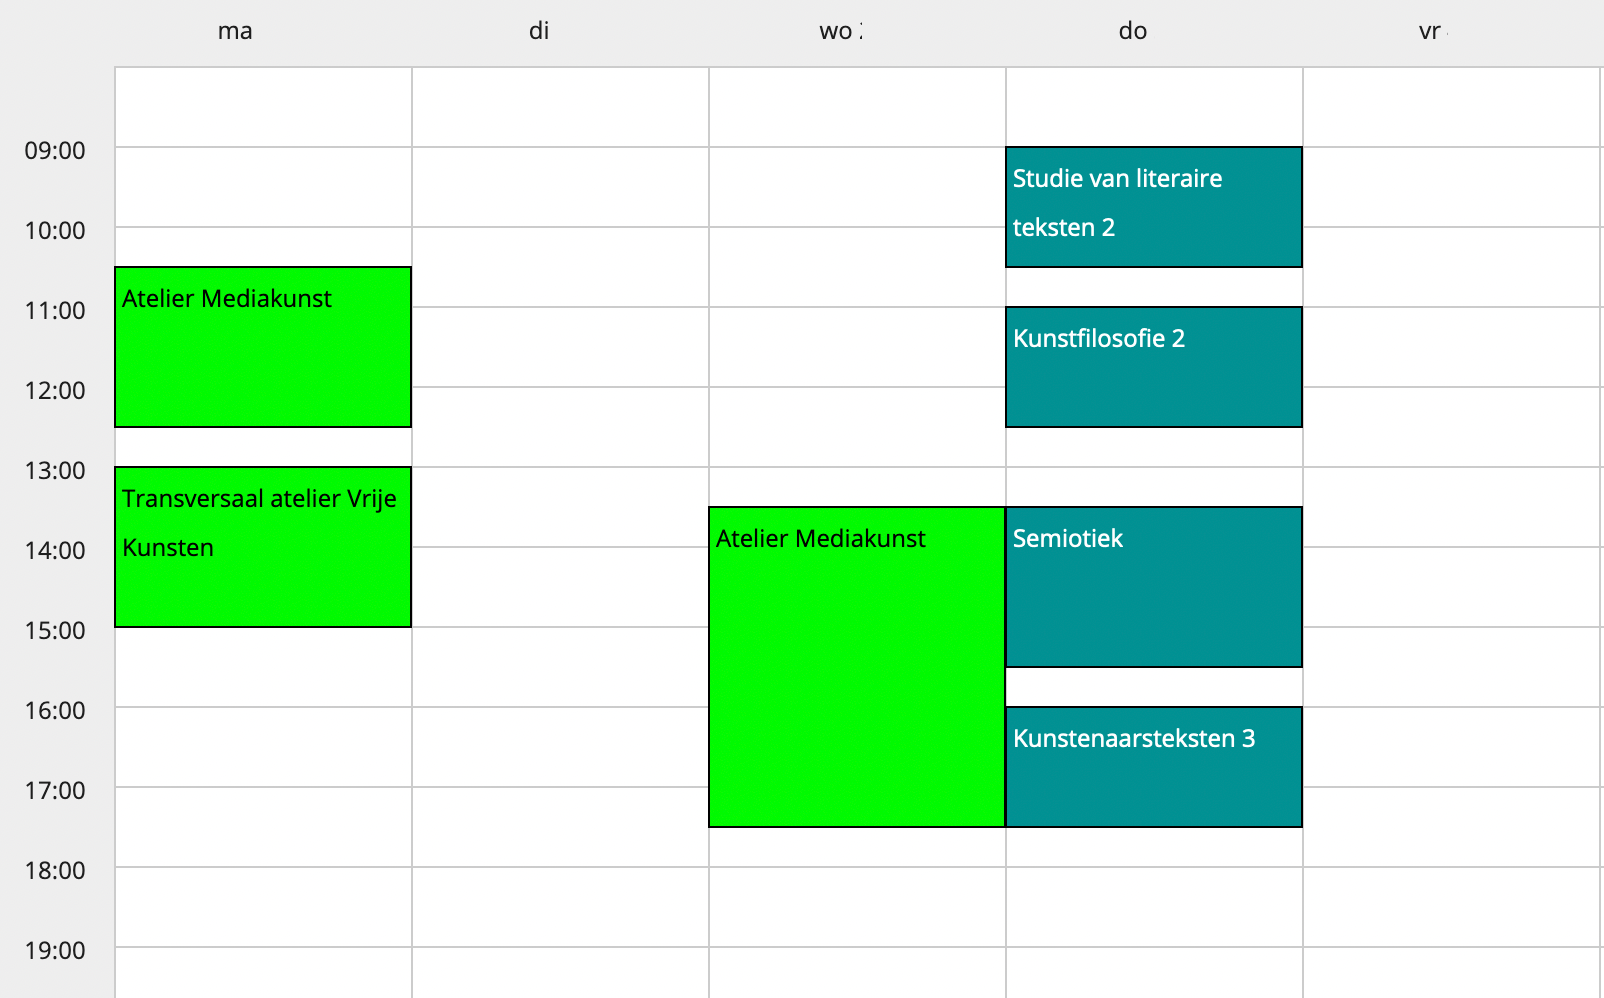 ma di wo do vr
09:00
Studie van literaire
teksten 2
10:00
Atelier Mediakunst
11:00
Kunstfilosofie 2
12:00
13:00
Transversaal atelier Vrije
Kunsten
14:00
Atelier Mediakunst
Semiotiek
15:00
16:00
Kunstenaarsteksten 3
17:00
18:00
19:00